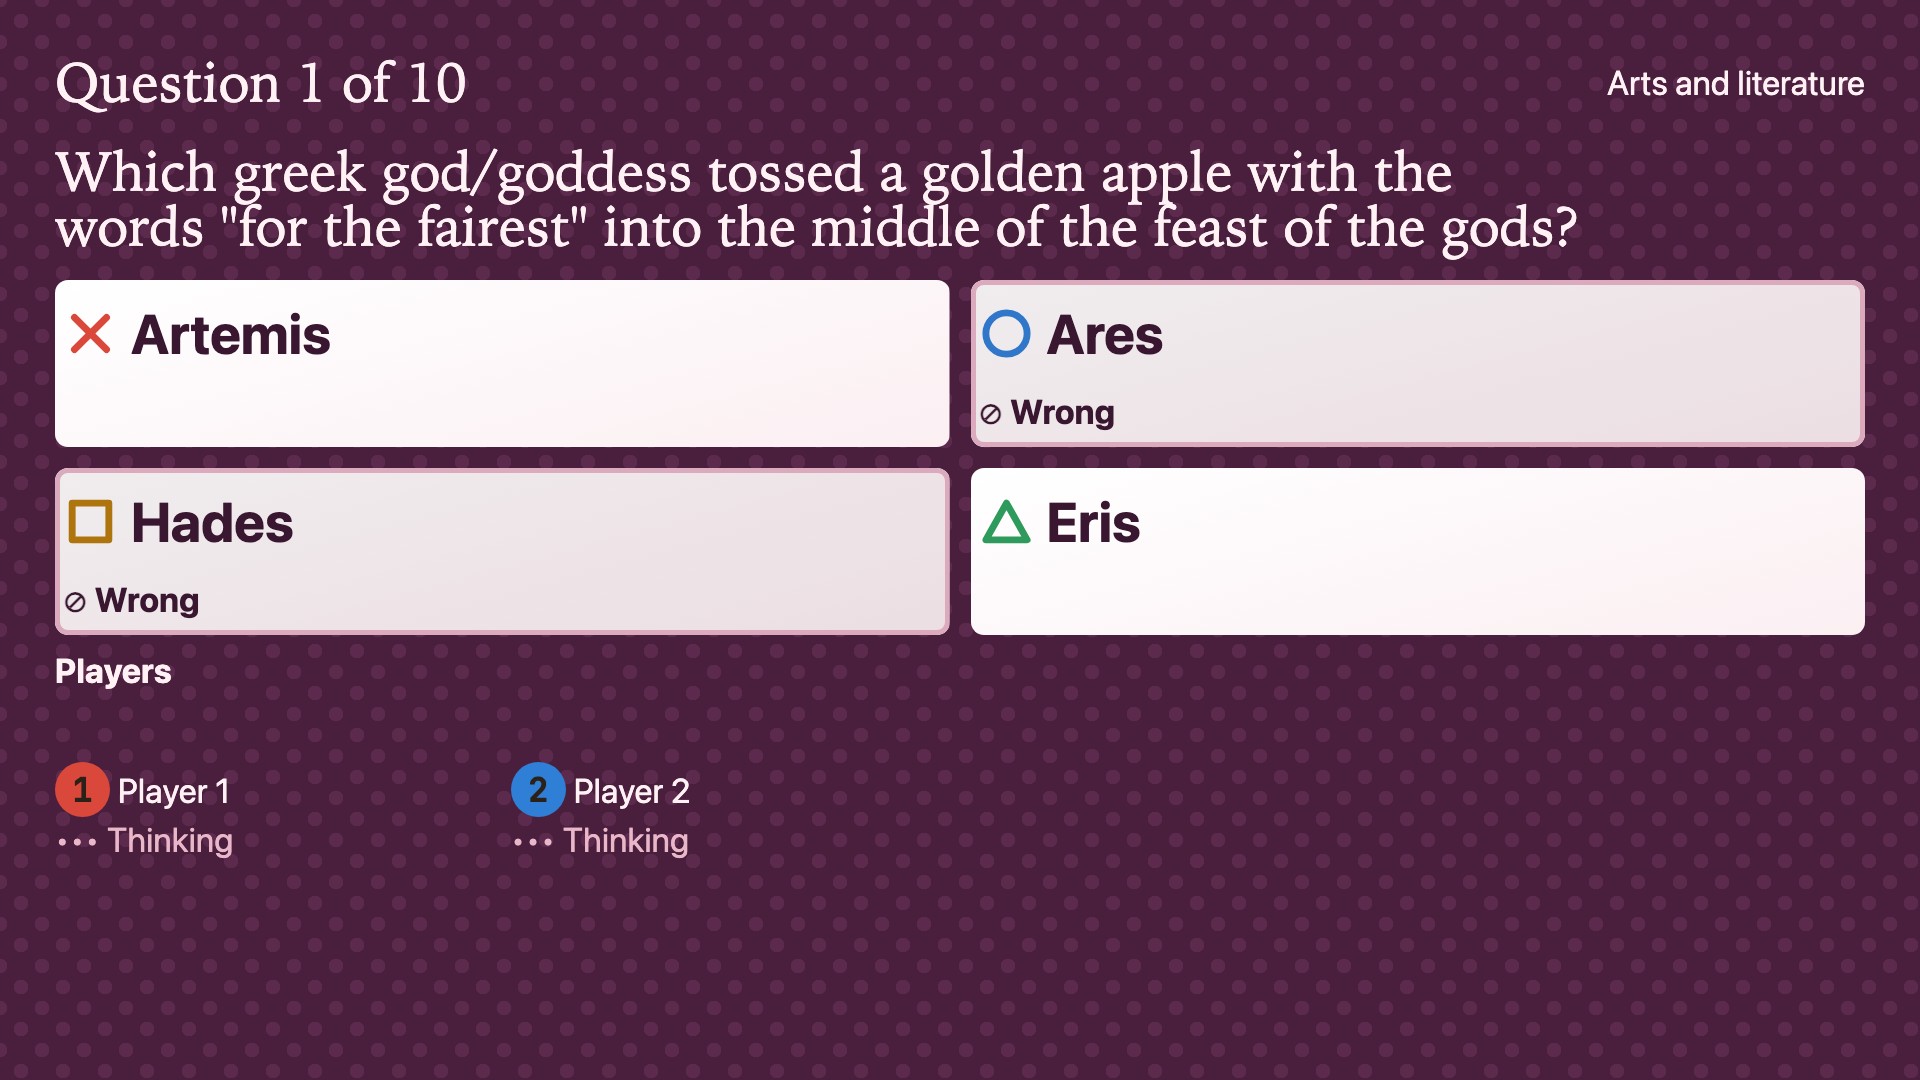 Question 1 of 10
Arts and literature
Which greek god/goddess tossed a golden apple with the
words "for the fairest" into the middle of the feast of the gods?
Artemis
Ares
Wrong
Hades
Wrong
Eris
Players
1 Player 1
Thinking
2 Player 2
Thinking